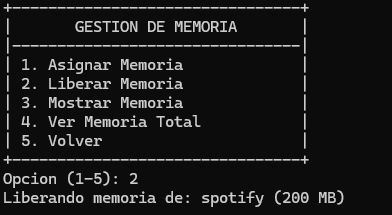 +--------------------------------+
|       GESTION DE MEMORIA       |
|--------------------------------|
| 1. Asignar Memoria             |
| 2. Liberar Memoria             |
| 3. Mostrar Memoria             |
| 4. Ver Memoria Total           |
| 5. Volver                      |
+--------------------------------+
Opcion (1-5): 2
Liberando memoria de: spotify (200 MB)